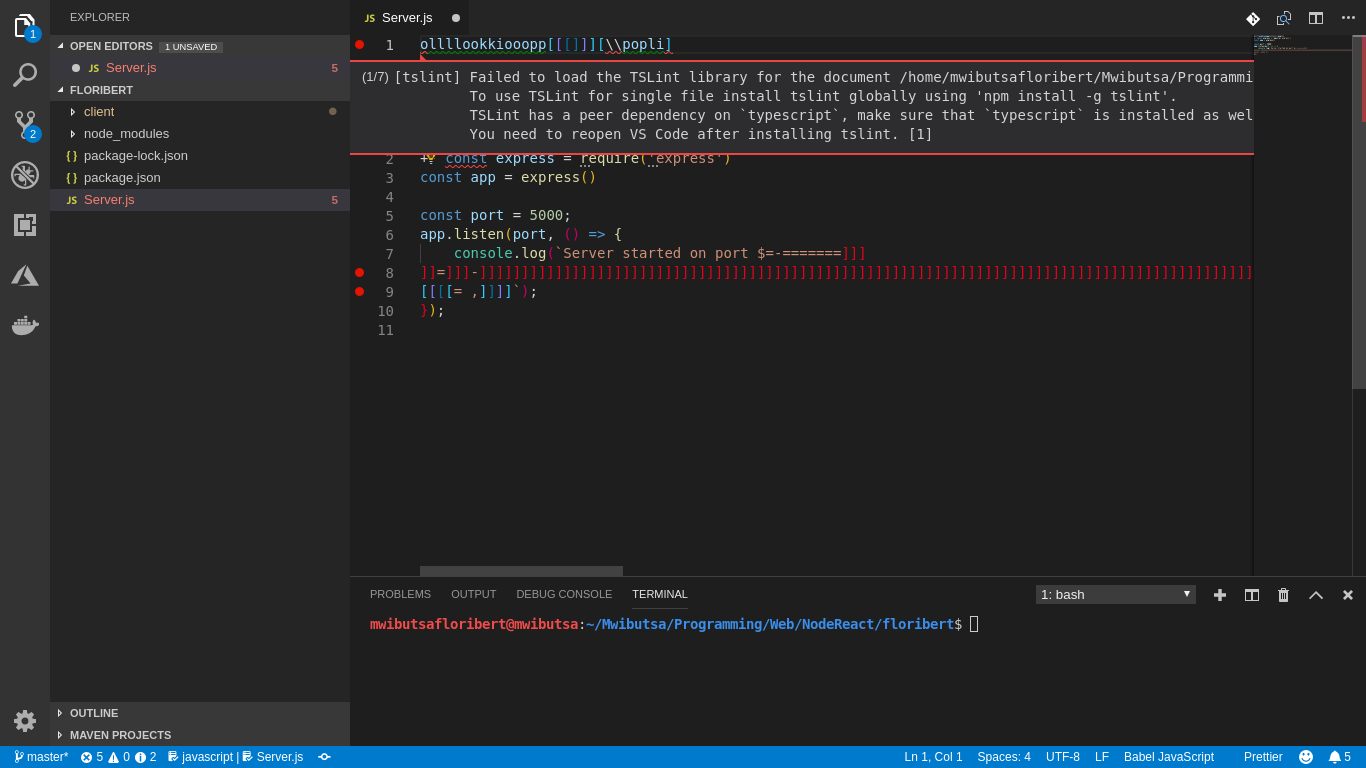 EXPLORER
OPEN EDITORS 1 UNSAVED
JS Server.js 5
FLORIBERT
client
node_modules
{ } package-lock.json
{ } package.json
JS Server.js 5
OUTLINE
MAVEN PROJECTS
1
2
JS Server.js
1 ollllookkiooopp[[[]]][\\popli]
(1/7) [tslint] Failed to load the TSLint library for the document /home/mwibutsafloribert/Mwibutsa/Programmi
To use TSLint for single file install tslint globally using 'npm install -g tslint'.
TSLint has a peer dependency on `typescript`, make sure that `typescript` is installed as wel
You need to reopen VS Code after installing tslint. [1]
2 const express = require('express')
3 const app = express()
4
5 const port = 5000;
6 app.listen(port, () => {
7 console.log(`Server started on port $=-=======]]]
8
9 [[[[= ,]]]]`);
10 });
11
PROBLEMS OUTPUT DEBUG CONSOLE TERMINAL 1: bash
mwibutsafloribert@mwibutsa:~/Mwibutsa/Programming/Web/NodeReact/floribert$
master* 5 0 2 javascript | Server.js Ln 1, Col 1 Spaces: 4 UTF-8 LF Babel JavaScript Prettier 5